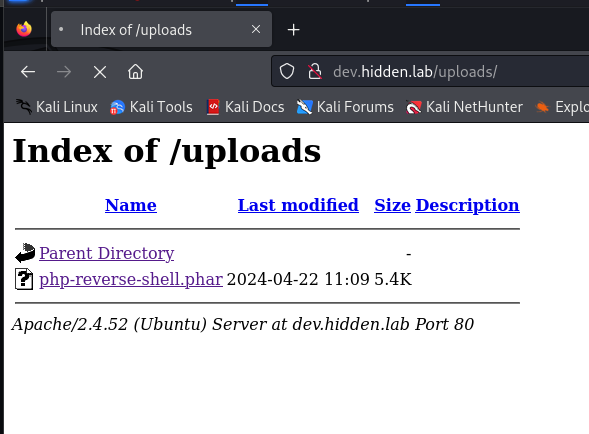 Index of /uploads
dev.hidden.lab/uploads/
Kali Linux Kali Tools Kali Docs Kali Forums Kali NetHunter Explo
Index of /uploads
Name Last modified Size Description
Parent Directory -
php-reverse-shell.phar 2024-04-22 11:09 5.4K
Apache/2.4.52 (Ubuntu) Server at dev.hidden.lab Port 80